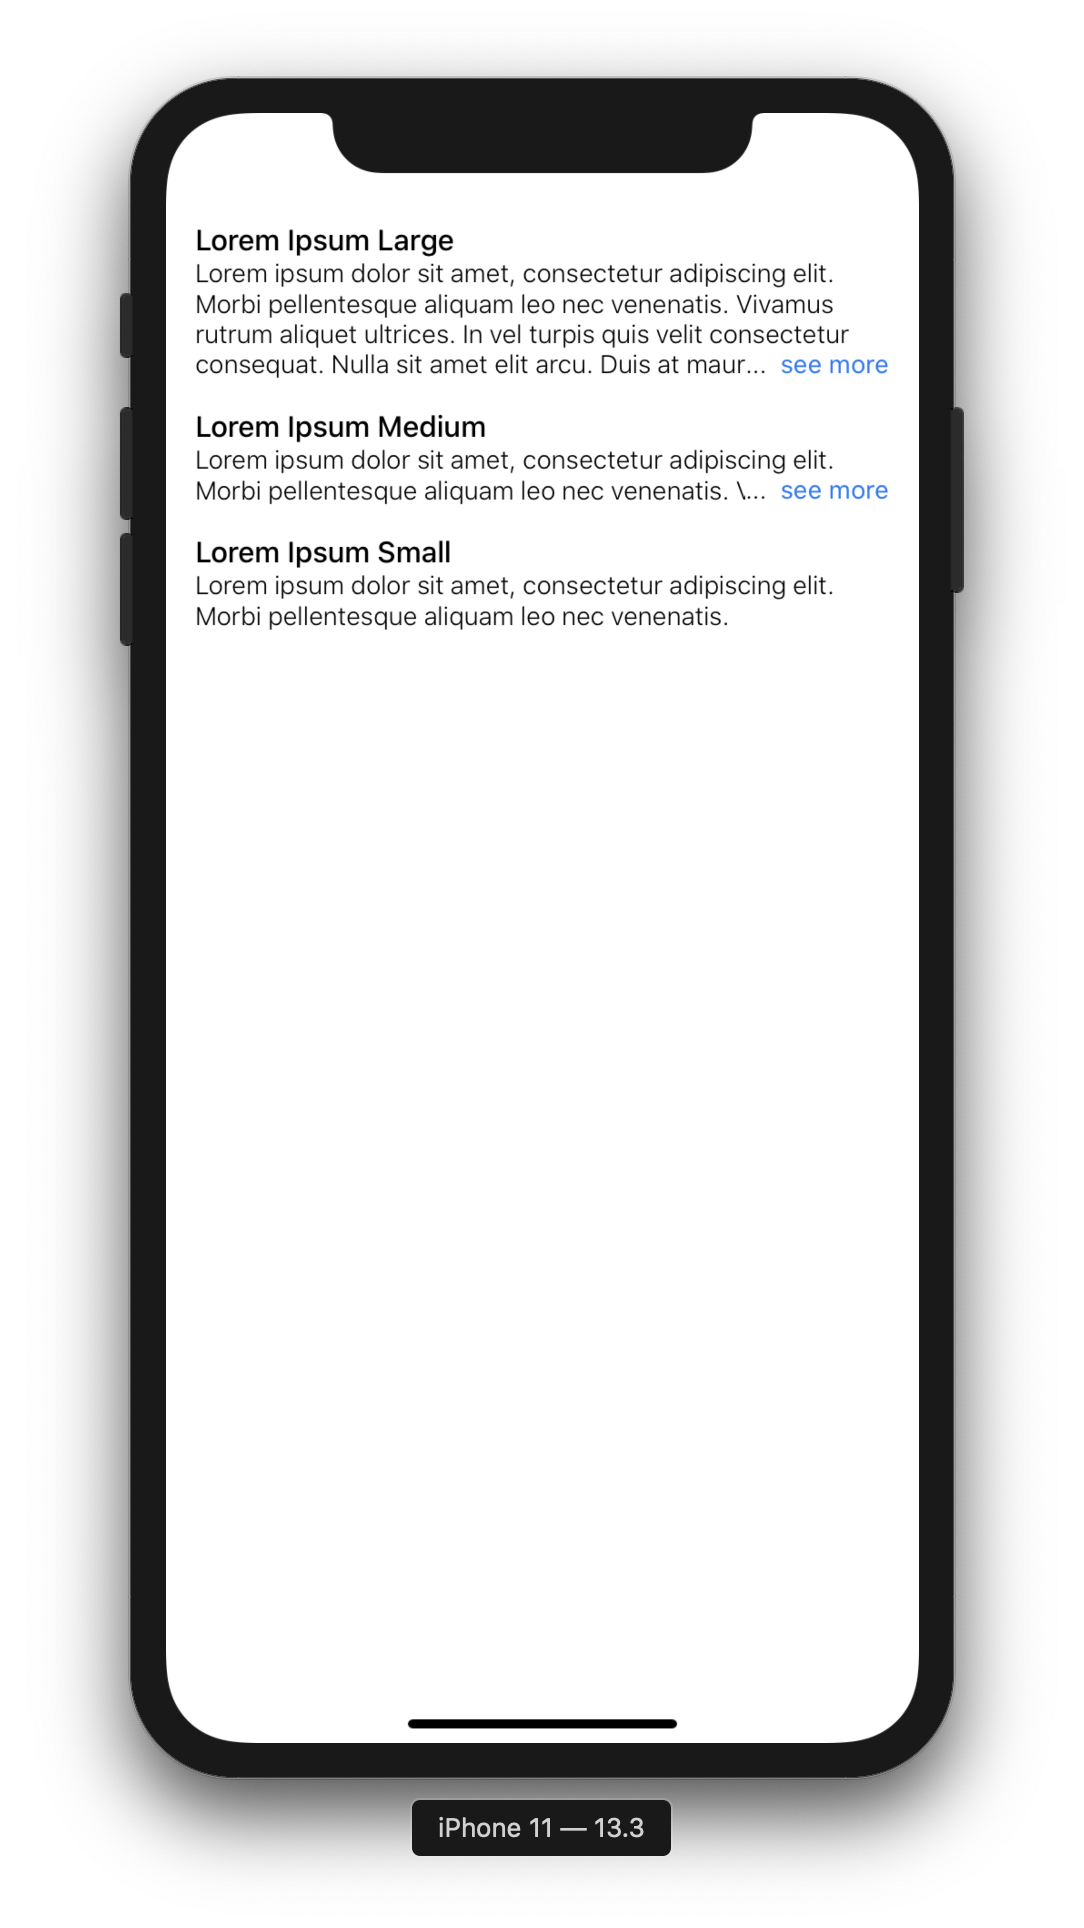 Lorem Ipsum Large
Lorem ipsum dolor sit amet, consectetur adipiscing elit.
Morbi pellentesque aliquam leo nec venenatis. Vivamus
rutrum aliquet ultrices. In vel turpis quis velit consectetur
consequat. Nulla sit amet elit arcu. Duis at maur... see more
Lorem Ipsum Medium
Lorem ipsum dolor sit amet, consectetur adipiscing elit.
Morbi pellentesque aliquam leo nec venenatis. \... see more
Lorem Ipsum Small
Lorem ipsum dolor sit amet, consectetur adipiscing elit.
Morbi pellentesque aliquam leo nec venenatis.
iPhone 11 — 13.3